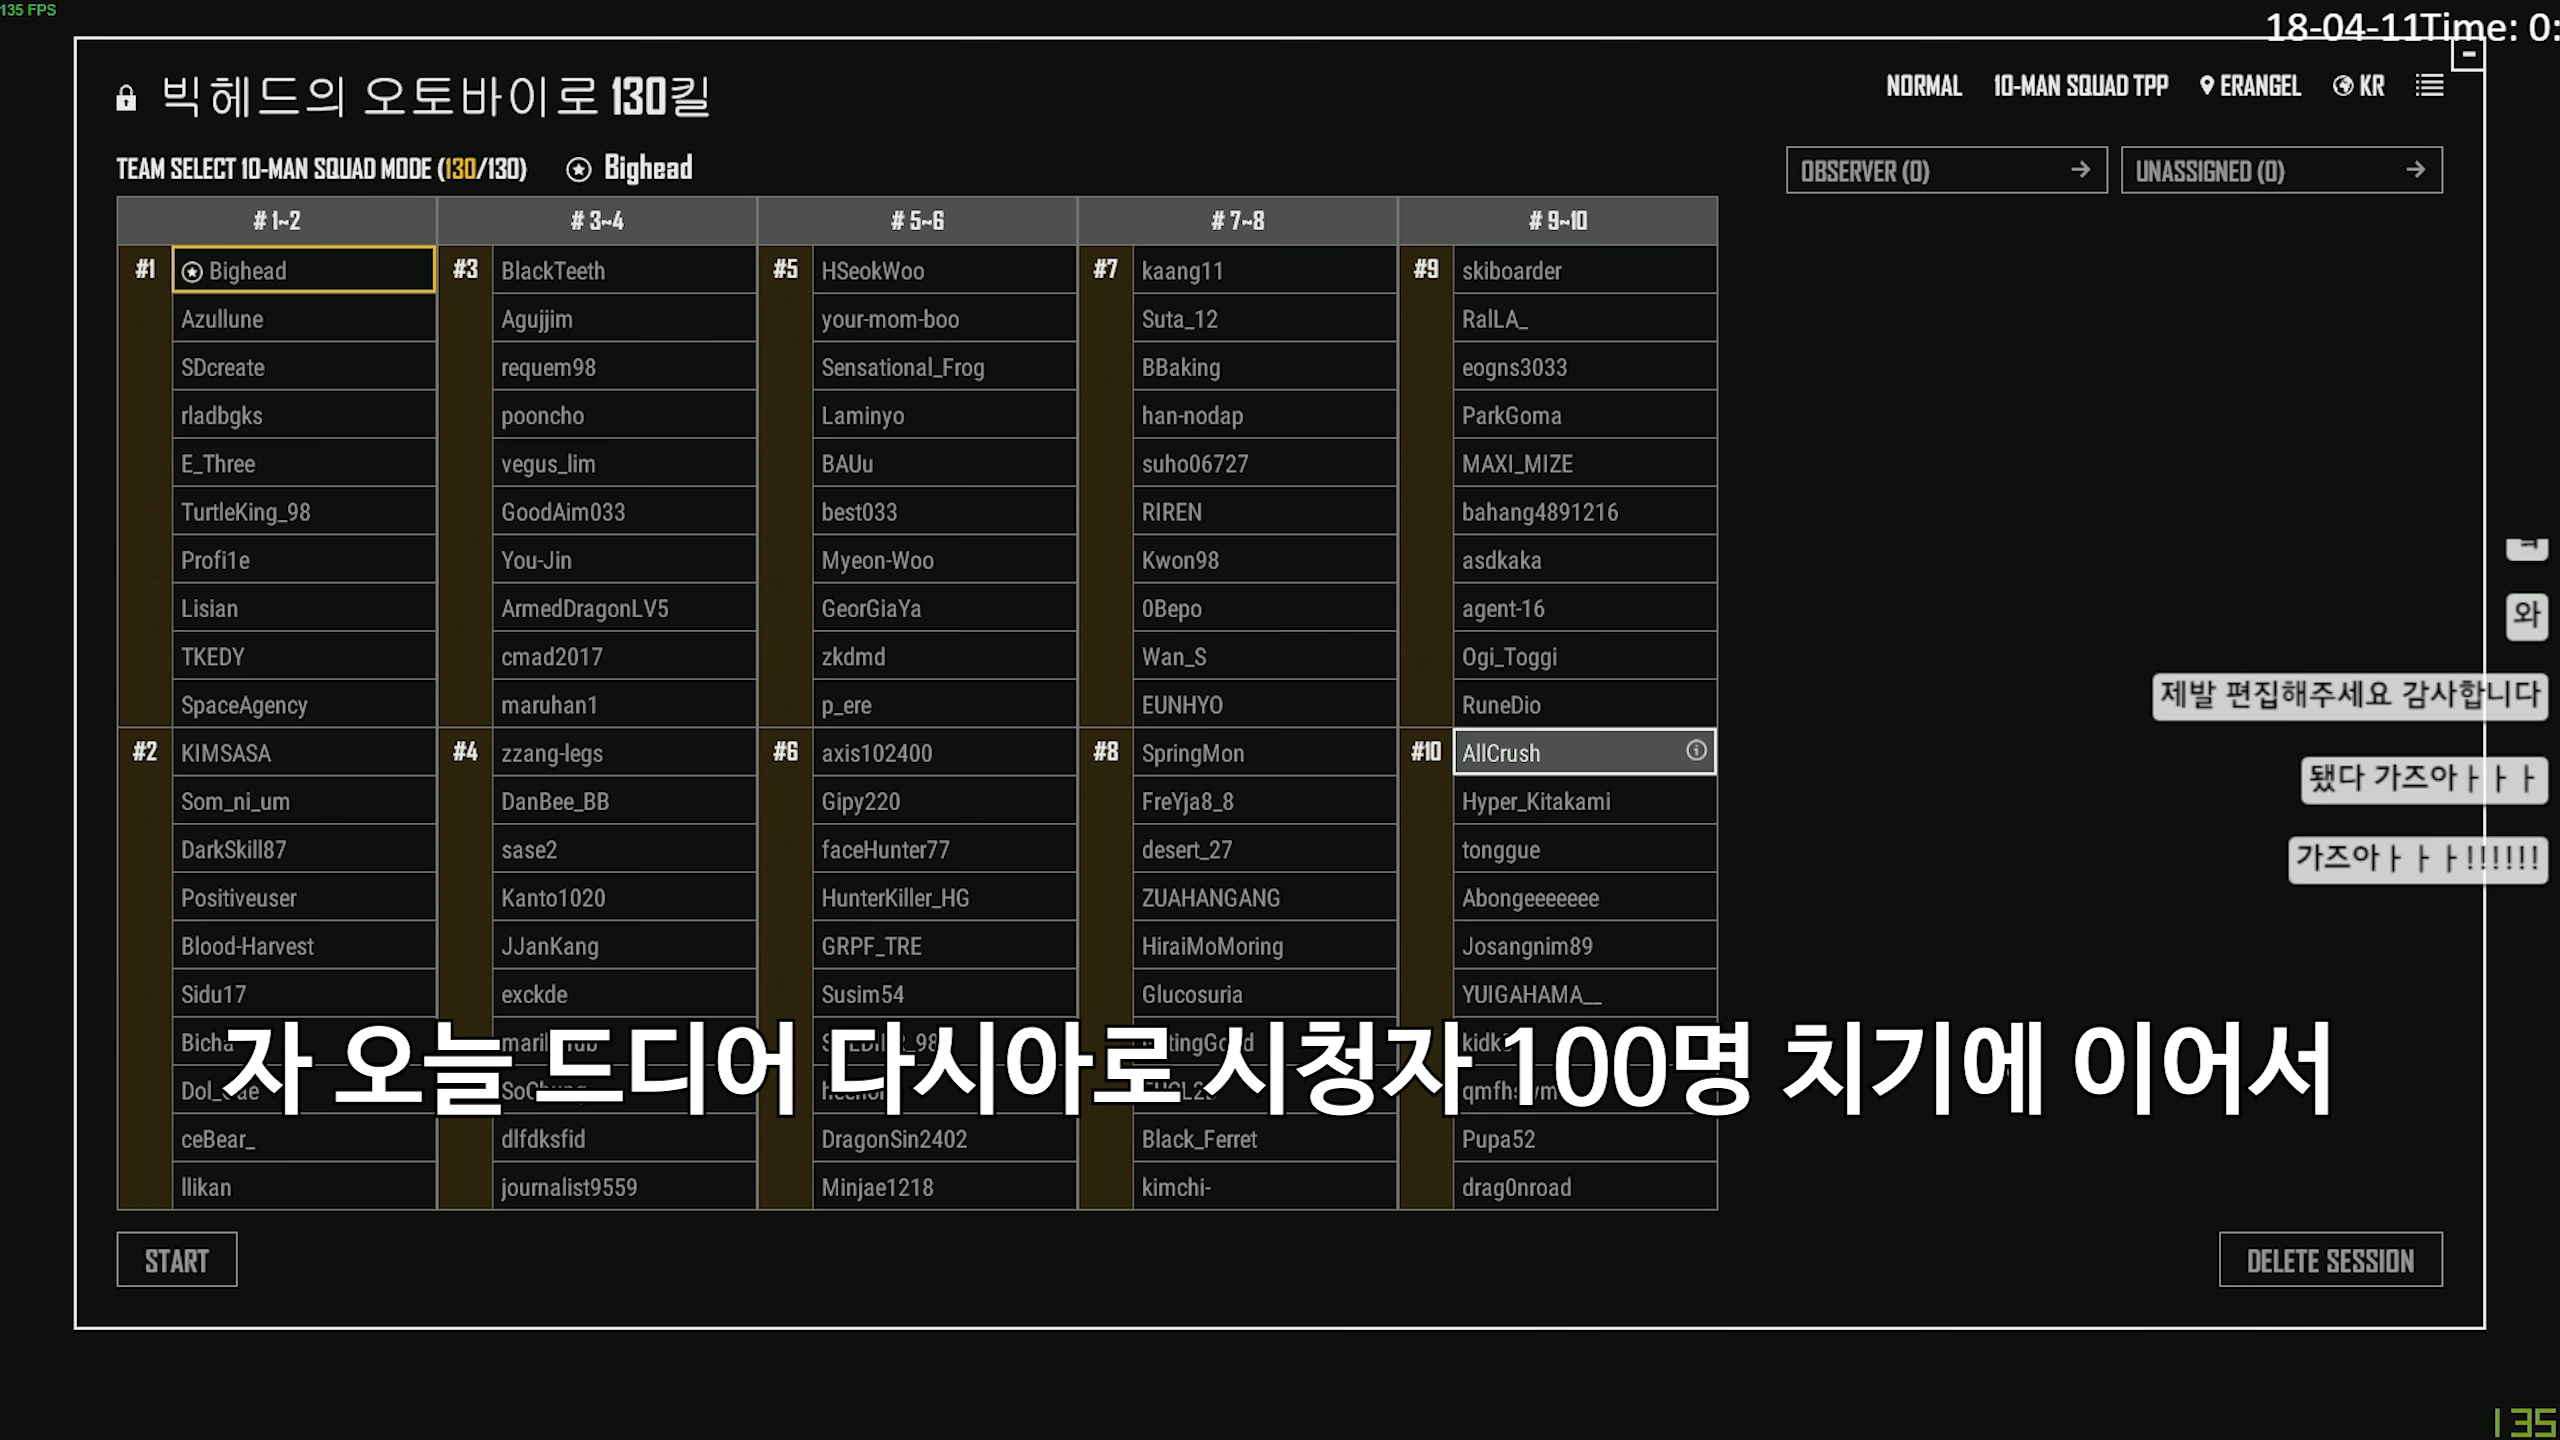 135 FPS
18-04-11Time: 0:
빅헤드의 오토바이로 130킬
NORMAL 10-MAN SQUAD TPP ERANGEL KR
TEAM SELECT 10-MAN SQUAD MODE (130/130) Bighead
OBSERVER (0) UNASSIGNED (0)
# 1~2 # 3~4 # 5~6 # 7~8 # 9~10
#1 Bighead #3 BlackTeeth #5 HSeokWoo #7 kaang11 #9 skiboarder
Azullune Agujjim your-mom-boo Suta_12 RalLA_
SDcreate requem98 Sensational_Frog BBaking eogns3033
rladbgks pooncho Laminyo han-nodap ParkGoma
E_Three vegus_lim BAUu suho06727 MAXI_MIZE
TurtleKing_98 GoodAim033 best033 RIREN bahang4891216
Profi1e You-Jin Myeon-Woo Kwon98 asdkaka
Lisian ArmedDragonLV5 GeorGiaYa 0Bepo agent-16
TKEDY cmad2017 zkdmd Wan_S Ogi_Toggi
SpaceAgency maruhan1 p_ere EUNHYO RuneDio
#2 KIMSASA #4 zzang-legs #6 axis102400 #8 SpringMon #10 AllCrush
Som_ni_um DanBee_BB Gipy220 FreYja8_8 Hyper_Kitakami
DarkSkill87 sase2 faceHunter77 desert_27 tonggue
Positiveuser Kanto1020 HunterKiller_HG ZUAHANGANG Abongeeeeeee
Blood-Harvest JJanKang GRPF_TRE HiraiMoMoring Josangnim89
Sidu17 exckde Susim54 Glucosuria YUIGAHAMA__
자 오늘 드디어 다시아로 시청자 100명 치기에 이어서
ceBear_ dlfdksfid DragonSin2402 Black_Ferret Pupa52
llikan journalist9559 Minjae1218 kimchi- drag0nroad
와
제발 편집해주세요 감사합니다
됐다 가즈아ㅏㅏㅏ
가즈아ㅏㅏㅏ!!!!!!
START DELETE SESSION
135